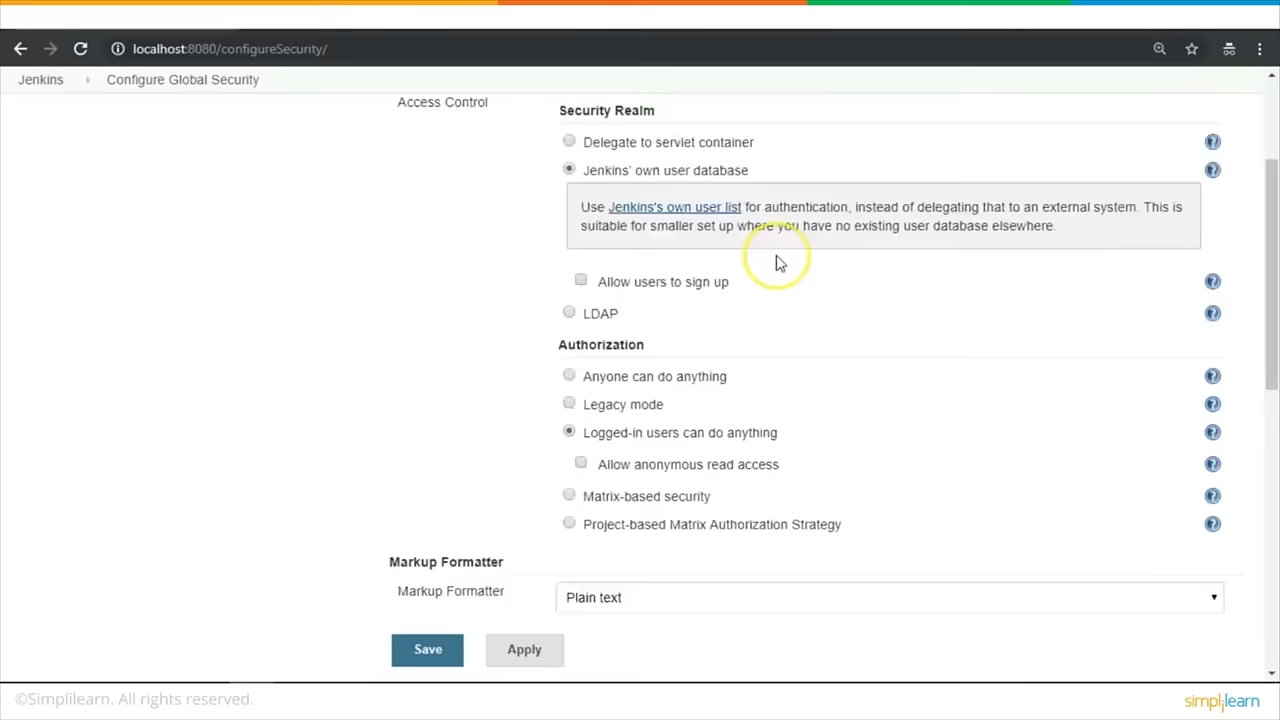 localhost:8080/configureSecurity/
Jenkins Configure Global Security
Access Control
Security Realm
Delegate to servlet container
Jenkins' own user database
Use Jenkins's own user list for authentication, instead of delegating that to an external system. This is
suitable for smaller set up where you have no existing user database elsewhere.
Allow users to sign up
LDAP
Authorization
Anyone can do anything
Legacy mode
Logged-in users can do anything
Allow anonymous read access
Matrix-based security
Project-based Matrix Authorization Strategy
Markup Formatter
Markup Formatter Plain text
Save Apply
©Simplilearn. All rights reserved.
simplilearn